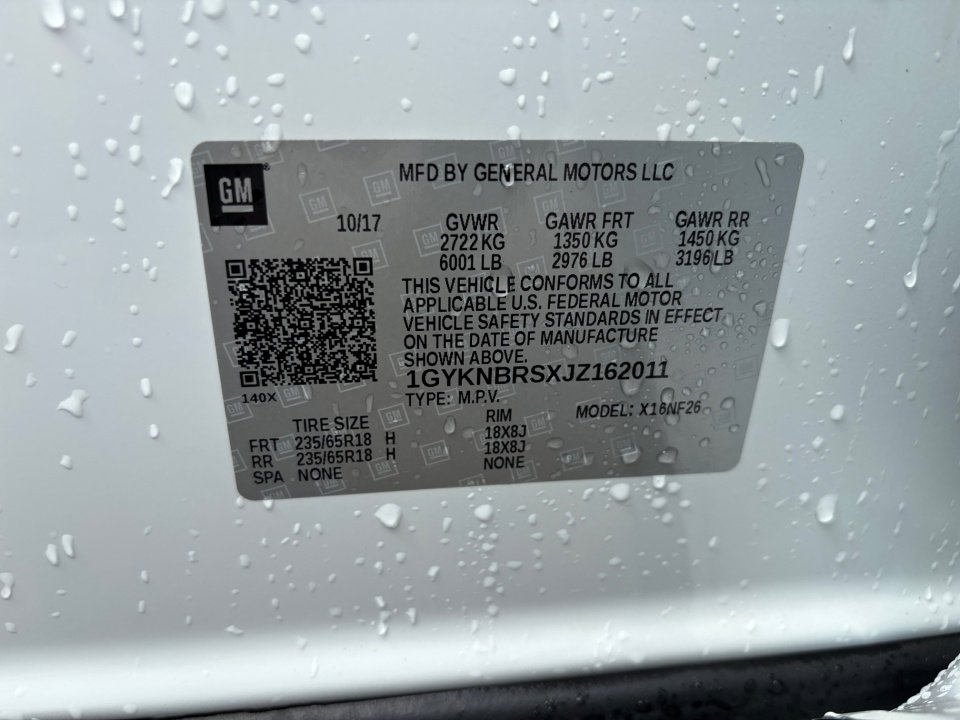 GM
MFD BY GENERAL MOTORS LLC
10/17 GVWR GAWR FRT GAWR RR
2722 KG 1350 KG 1450 KG
6001 LB 2976 LB 3196 LB
THIS VEHICLE CONFORMS TO ALL
APPLICABLE U.S. FEDERAL MOTOR
VEHICLE SAFETY STANDARDS IN EFFECT
ON THE DATE OF MANUFACTURE
SHOWN ABOVE.
1GYKNBRSXJZ162011
140X TYPE: M.P.V.
MODEL: X16NF26
TIRE SIZE RIM
FRT 235/65R18 H 18X8J
RR 235/65R18 H 18X8J
SPA NONE NONE